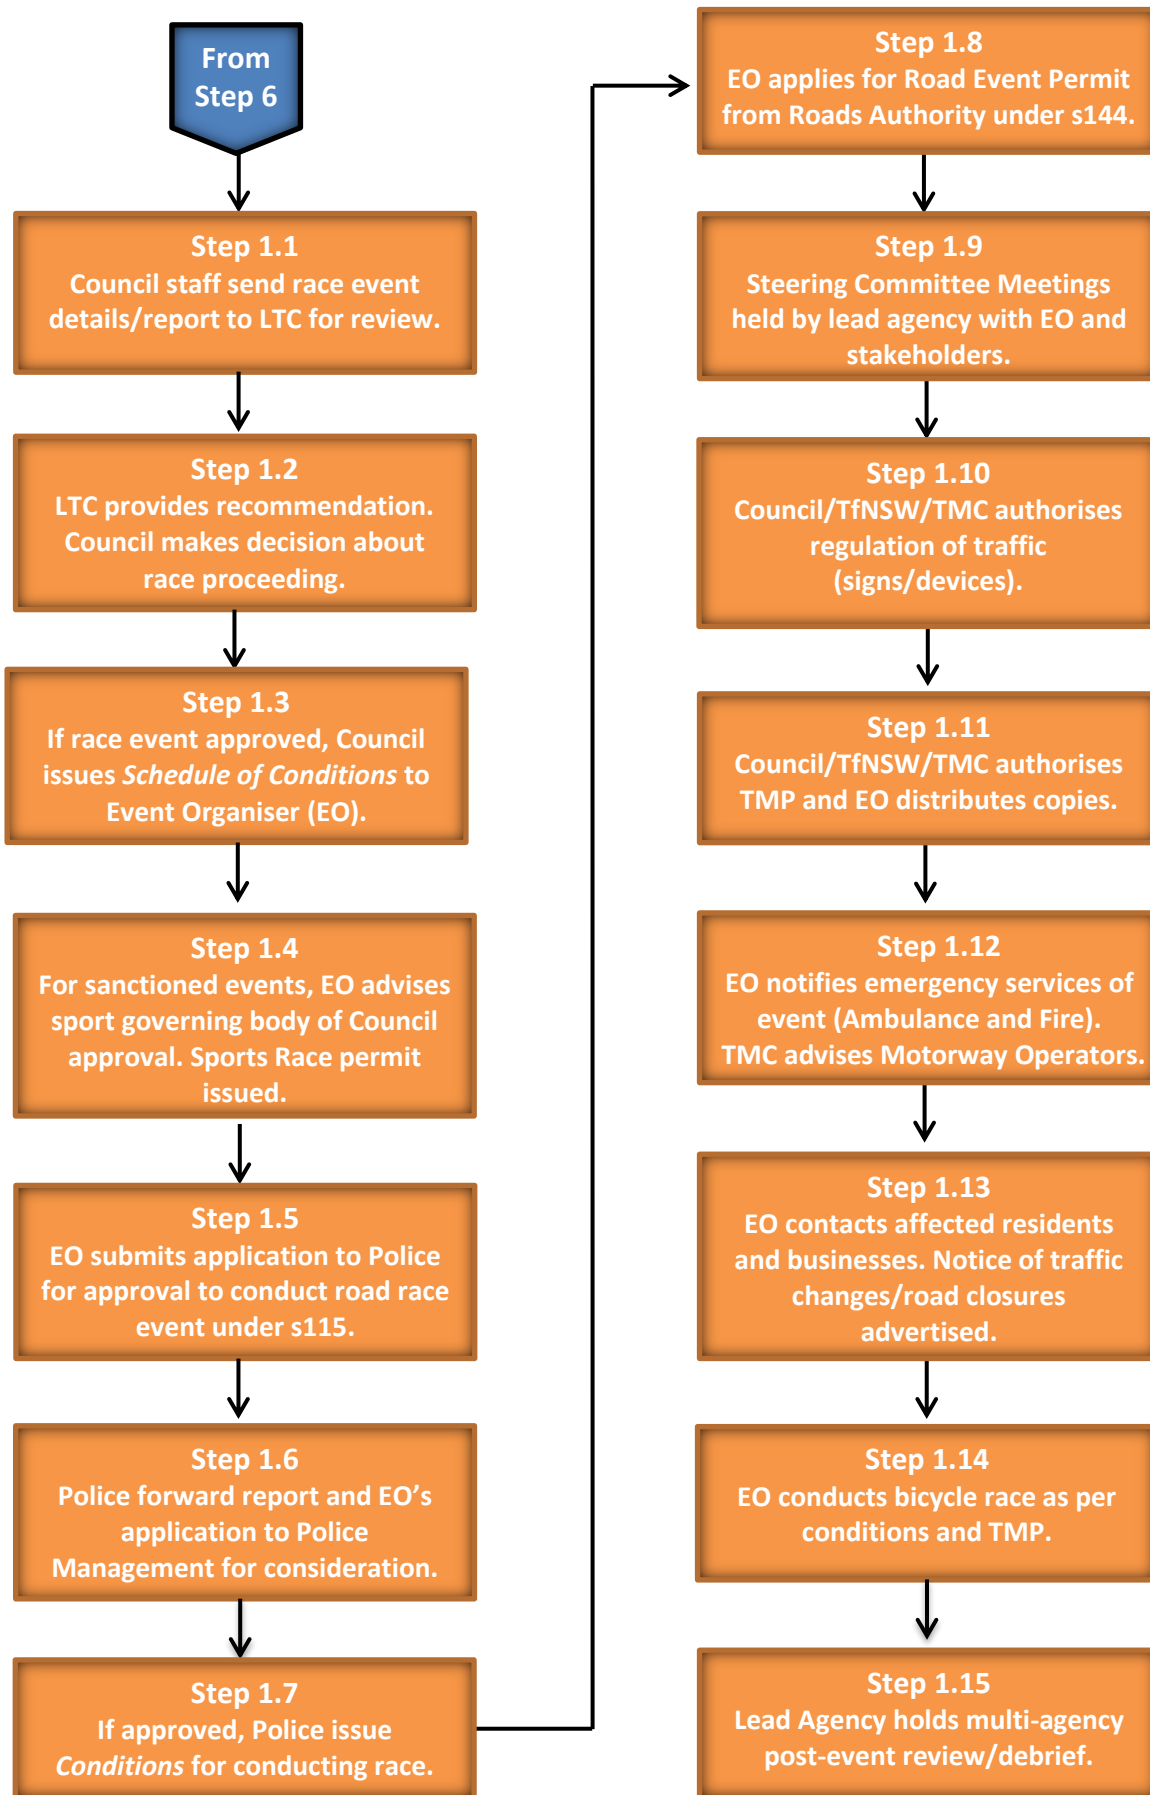 From
Step 6
Step 1.1
Council staff send race event
details/report to LTC for review.
Step 1.2
LTC provides recommendation.
Council makes decision about
race proceeding.
Step 1.3
If race event approved, Council
issues Schedule of Conditions to
Event Organiser (EO).
Step 1.4
For sanctioned events, EO advises
sport governing body of Council
approval. Sports Race permit
issued.
Step 1.5
EO submits application to Police
for approval to conduct road race
event under s115.
Step 1.6
Police forward report and EO’s
application to Police
Management for consideration.
Step 1.7
If approved, Police issue
Conditions for conducting race.
Step 1.8
EO applies for Road Event Permit
from Roads Authority under s144.
Step 1.9
Steering Committee Meetings
held by lead agency with EO and
stakeholders.
Step 1.10
Council/TfNSW/TMC authorises
regulation of traffic
(signs/devices).
Step 1.11
Council/TfNSW/TMC authorises
TMP and EO distributes copies.
Step 1.12
EO notifies emergency services of
event (Ambulance and Fire).
TMC advises Motorway Operators.
Step 1.13
EO contacts affected residents
and businesses. Notice of traffic
changes/road closures
advertised.
Step 1.14
EO conducts bicycle race as per
conditions and TMP.
Step 1.15
Lead Agency holds multi-agency
post-event review/debrief.